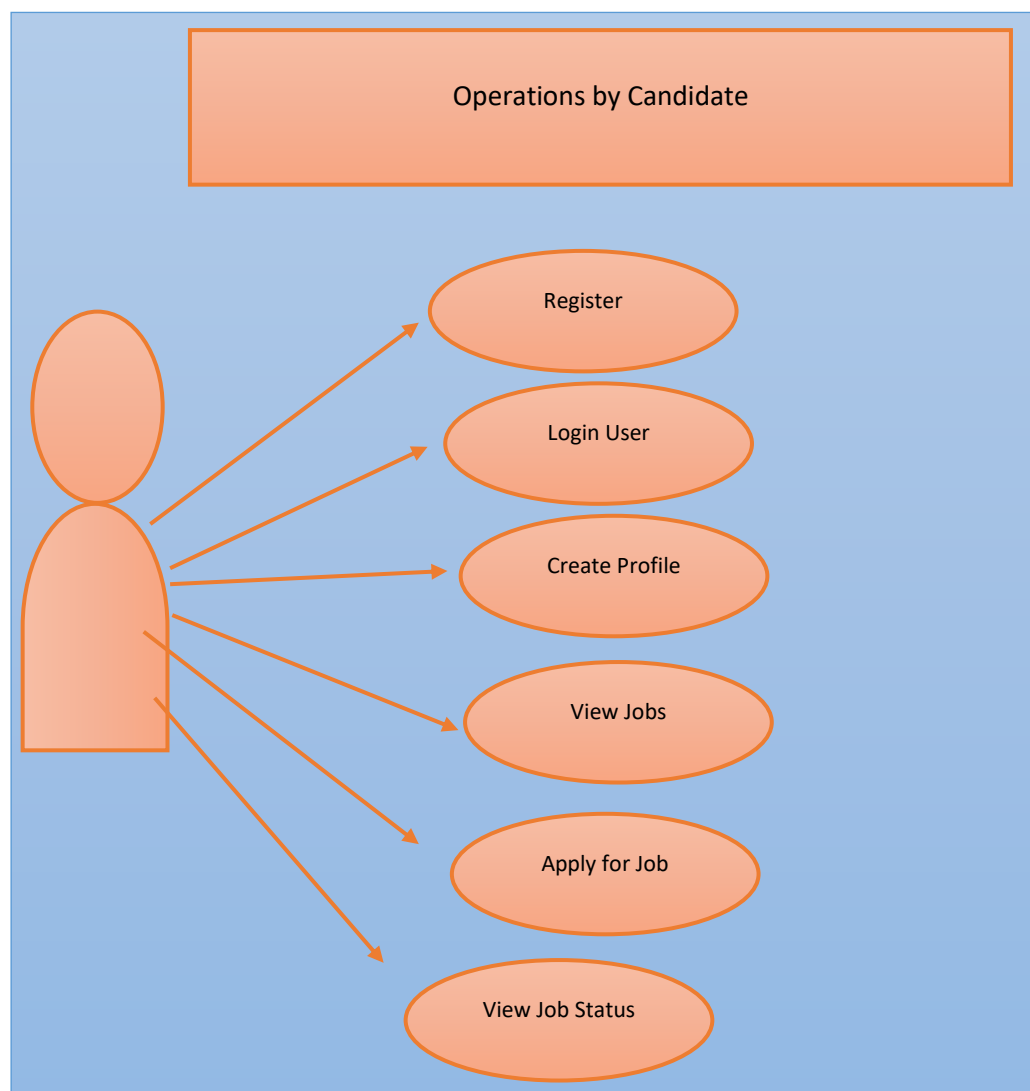 Operations by Candidate
Register
Login User
Create Profile
View Jobs
Apply for Job
View Job Status